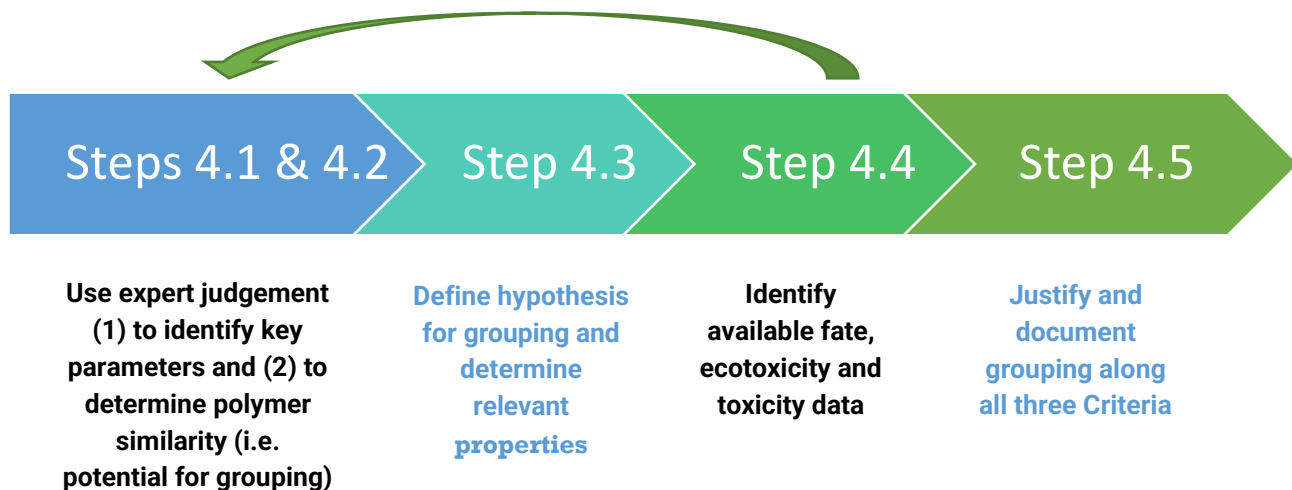 Steps 4.1 & 4.2
Step 4.3
Step 4.4
Step 4.5
Use expert judgement
(1) to identify key
parameters and (2) to
determine polymer
similarity (i.e.
potential for grouping)
Define hypothesis
for grouping and
determine
relevant
properties
Identify
available fate,
ecotoxicity and
toxicity data
Justify and
document
grouping along
all three Criteria